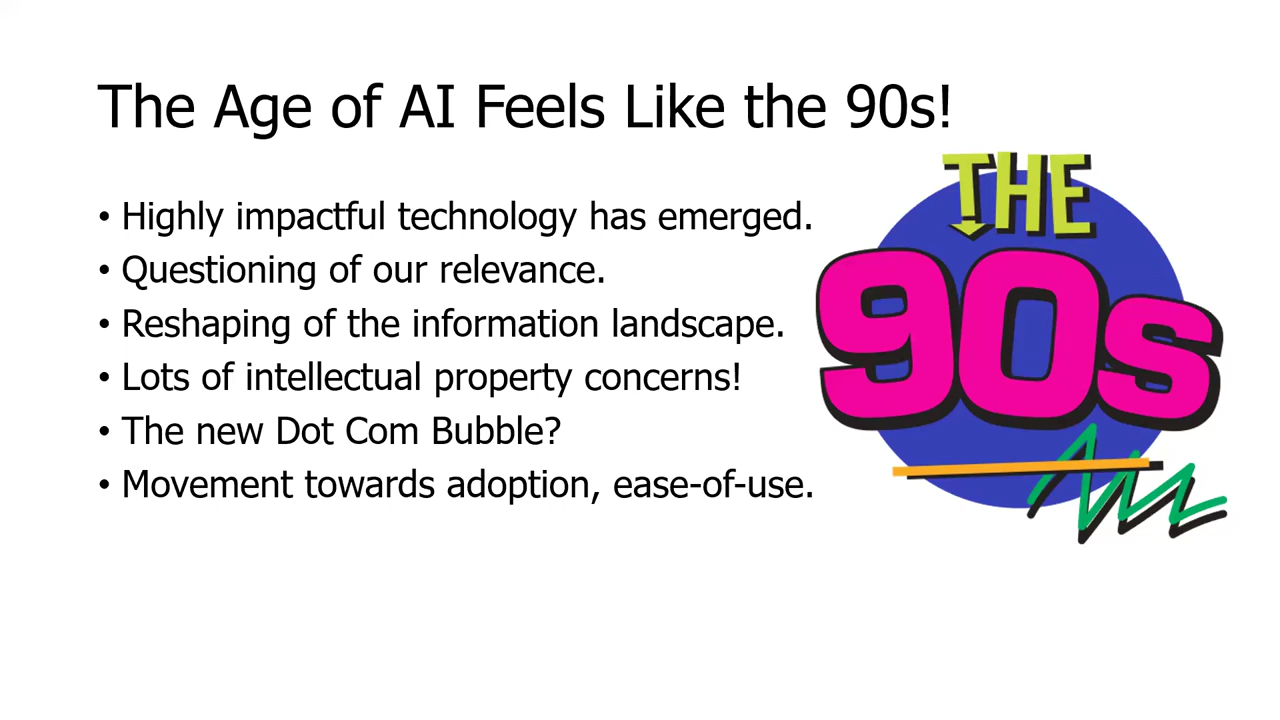 The Age of AI Feels Like the 90s!
• Highly impactful technology has emerged.
• Questioning of our relevance.
• Reshaping of the information landscape.
• Lots of intellectual property concerns!
• The new Dot Com Bubble?
• Movement towards adoption, ease-of-use.
THE
90s